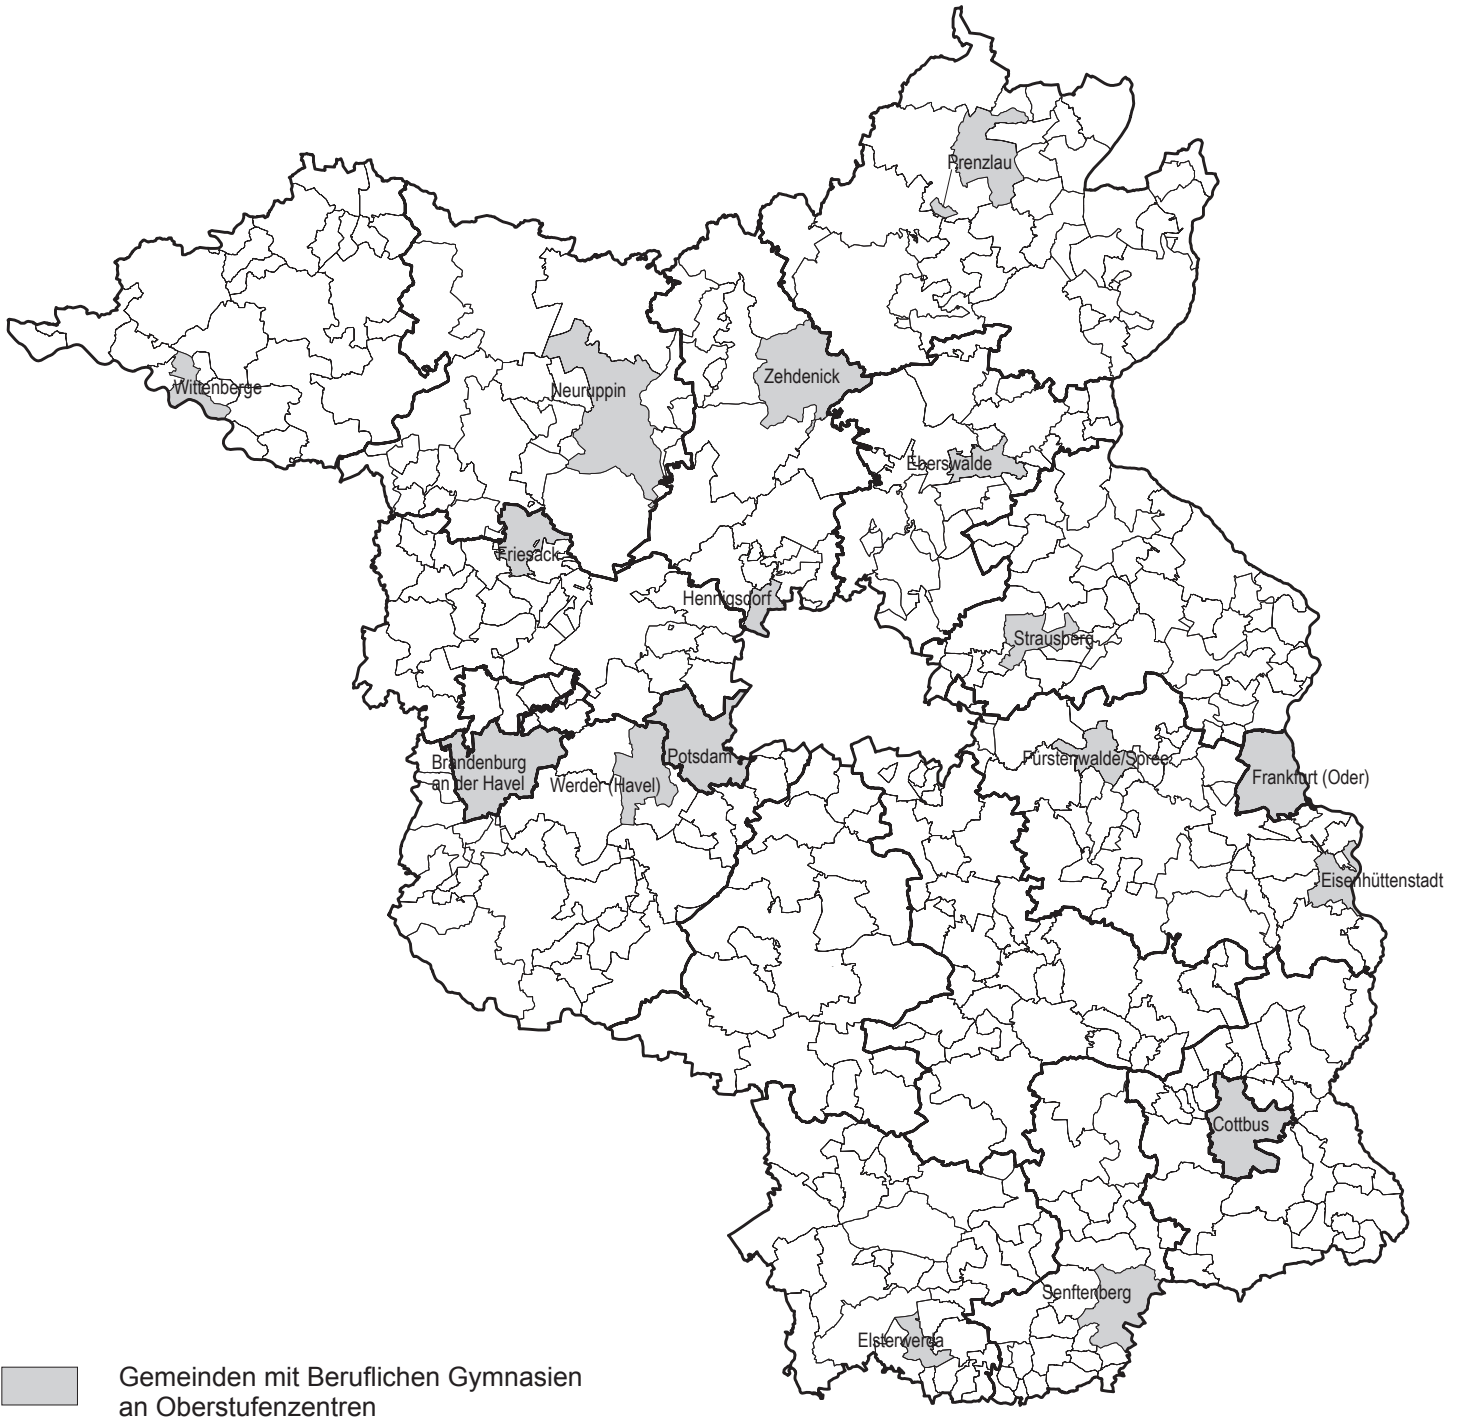 Prenzlau
Wittenberge
Neuruppin
Zehdenick
Eberswalde
Friesack
Hennigsdorf
Strausberg
Brandenburg
an der Havel
Werder (Havel)
Potsdam
Fürstenwalde/Spree
Frankfurt (Oder)
Eisenhüttenstadt
Cottbus
Senftenberg
Elsterwerda
Gemeinden mit Beruflichen Gymnasien
an Oberstufenzentren